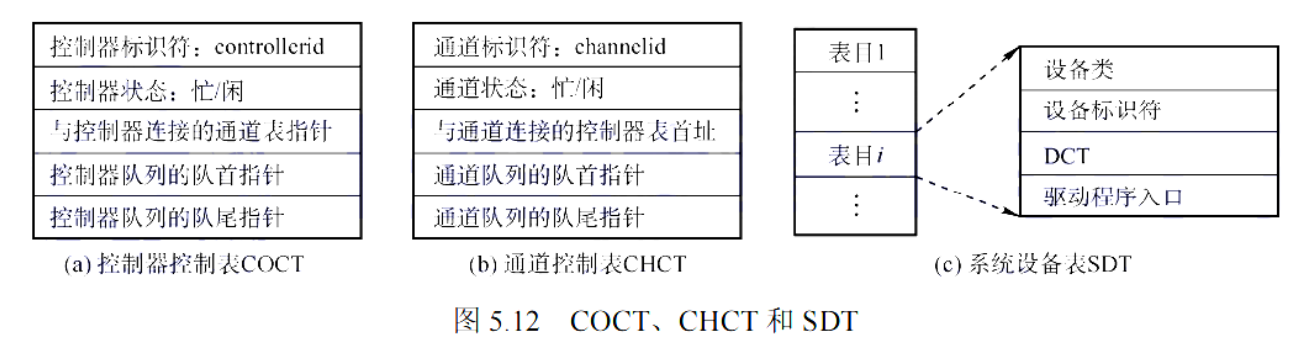 控制器标识符：controllerid
控制器状态：忙/闲
与控制器连接的通道表指针
控制器队列的队首指针
控制器队列的队尾指针
(a) 控制器控制表COCT
通道标识符：channelid
通道状态：忙/闲
与通道连接的控制器表首址
通道队列的队首指针
通道队列的队尾指针
(b) 通道控制表CHCT
表目1
⋮
表目i
⋮
设备类
设备标识符
DCT
驱动程序入口
(c) 系统设备表SDT
图 5.12 COCT、CHCT 和 SDT